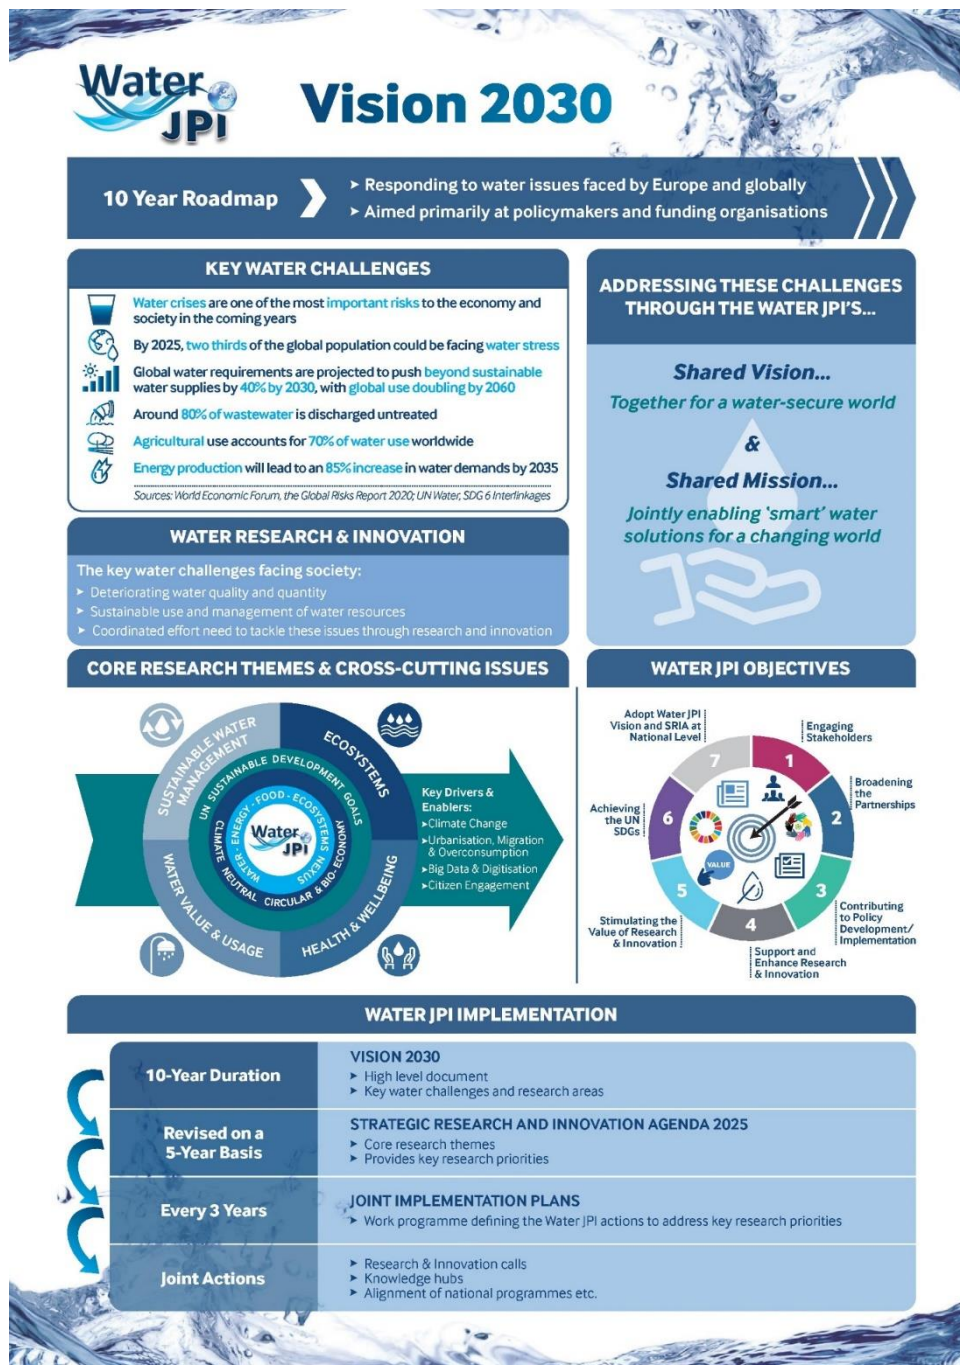 Water
JPI
Vision 2030
10 Year Roadmap
➤ Responding to water issues faced by Europe and globally
➤ Aimed primarily at policymakers and funding organisations
KEY WATER CHALLENGES
Water crises are one of the most important risks to the economy and
society in the coming years
By 2025, two thirds of the global population could be facing water stress
Global water requirements are projected to push beyond sustainable
water supplies by 40% by 2030, with global use doubling by 2060
Around 80% of wastewater is discharged untreated
Agricultural use accounts for 70% of water use worldwide
Energy production will lead to an 85% increase in water demands by 2035
Sources: World Economic Forum, the Global Risks Report 2020; UN Water, SDG 6 Interlinkages
ADDRESSING THESE CHALLENGES
THROUGH THE WATER JPI'S...
Shared Vision...
Together for a water-secure world
&
Shared Mission...
Jointly enabling 'smart' water
solutions for a changing world
WATER RESEARCH & INNOVATION
The key water challenges facing society:
➤ Deteriorating water quality and quantity
➤ Sustainable use and management of water resources
➤ Coordinated effort need to tackle these issues through research and innovation
CORE RESEARCH THEMES & CROSS-CUTTING ISSUES
SUSTAINABLE WATER
MANAGEMENT
ECOSYSTEMS
HEALTH & WELLBEING
WATER VALUE & USAGE
UN SUSTAINABLE DEVELOPMENT GOALS
CLIMATE NEUTRAL CIRCULAR & BIO-ECONOMY
WATER - ENERGY - FOOD - ECOSYSTEMS NEXUS
Water
JPI
Key Drivers &
Enablers:
➤Climate Change
➤Urbanisation, Migration
& Overconsumption
➤Big Data & Digitisation
➤Citizen Engagement
WATER JPI OBJECTIVES
1
Engaging
Stakeholders
2
Broadening
the
Partnerships
3
Contributing
to Policy
Development/
Implementation
4
Support and
Enhance Research
& Innovation
5
Stimulating the
Value of Research
& Innovation
6
Achieving
the UN
SDGs
7
Adopt Water JPI
Vision and SRIA at
National Level
VALUE
WATER JPI IMPLEMENTATION
10-Year Duration
VISION 2030
➤ High level document
➤ Key water challenges and research areas
Revised on a
5-Year Basis
STRATEGIC RESEARCH AND INNOVATION AGENDA 2025
➤ Core research themes
➤ Provides key research priorities
Every 3 Years
JOINT IMPLEMENTATION PLANS
➤ Work programme defining the Water JPI actions to address key research priorities
Joint Actions
➤ Research & Innovation calls
➤ Knowledge hubs
➤ Alignment of national programmes etc.